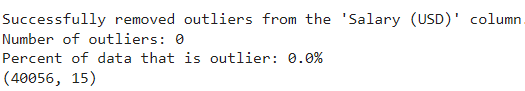 Successfully removed outliers from the 'Salary (USD)' column.
Number of outliers: 0
Percent of data that is outlier: 0.0%
(40056, 15)